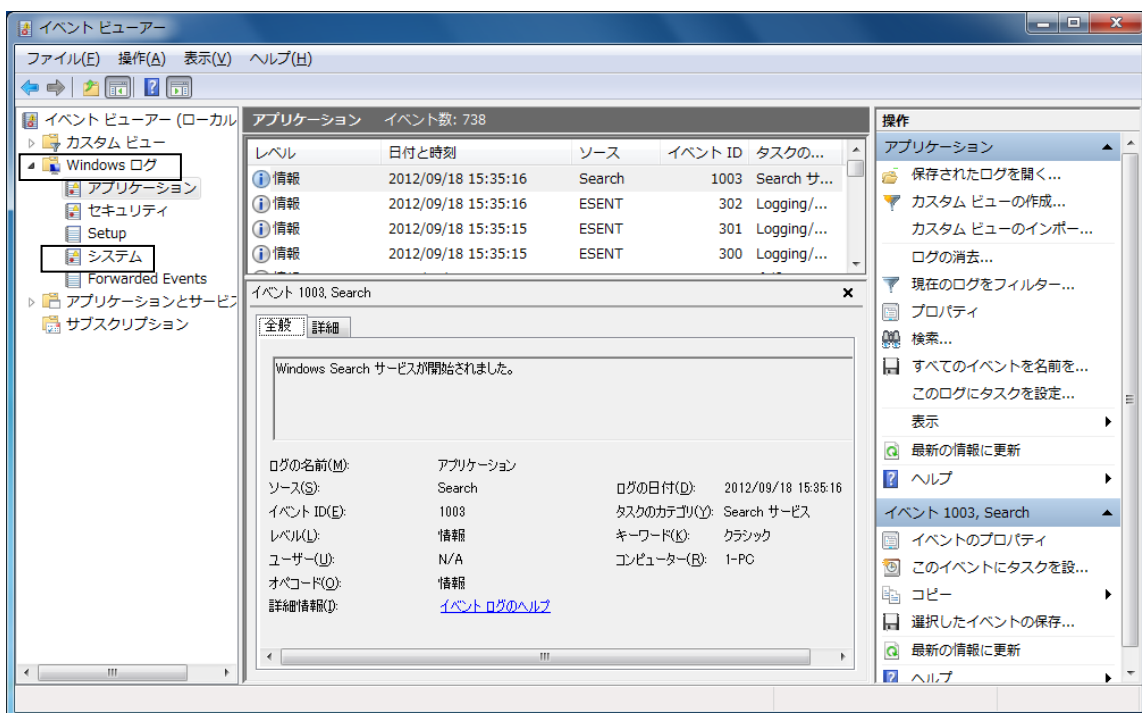 イベント ビューアー
ファイル(F) 操作(A) 表示(V) ヘルプ(H)
イベント ビューアー (ローカル
カスタム ビュー
Windows ログ
アプリケーション
セキュリティ
Setup
システム
Forwarded Events
アプリケーションとサービス
サブスクリプション
アプリケーション イベント数: 738
レベル 日付と時刻 ソース イベント ID タスクの...
情報 2012/09/18 15:35:16 Search 1003 Search サ...
情報 2012/09/18 15:35:16 ESENT 302 Logging/...
情報 2012/09/18 15:35:15 ESENT 301 Logging/...
情報 2012/09/18 15:35:15 ESENT 300 Logging/...
イベント 1003, Search
全般 詳細
Windows Search サービスが開始されました。
ログの名前(M): アプリケーション
ソース(S): Search ログの日付(D): 2012/09/18 15:35:16
イベント ID(E): 1003 タスクのカテゴリ(Y): Search サービス
レベル(L): 情報 キーワード(K): クラシック
ユーザー(U): N/A コンピューター(R): 1-PC
オペコード(O): 情報
詳細情報(I): イベント ログのヘルプ
操作
アプリケーション
保存されたログを開く...
カスタム ビューの作成...
カスタム ビューのインポー...
ログの消去...
現在のログをフィルター...
プロパティ
検索...
すべてのイベントを名前を...
このログにタスクを設定...
表示
最新の情報に更新
ヘルプ
イベント 1003, Search
イベントのプロパティ
このイベントにタスクを設...
コピー
選択したイベントの保存...
最新の情報に更新
ヘルプ